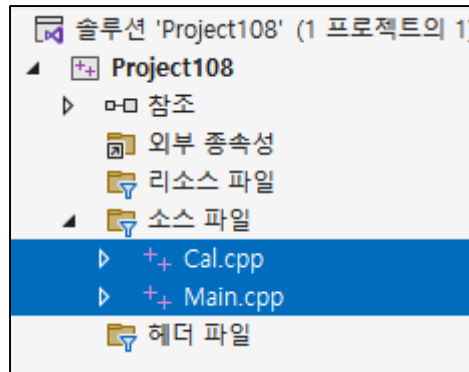 솔루션 'Project108' (1 프로젝트의 1
Project108
참조
외부 종속성
리소스 파일
소스 파일
++ Cal.cpp
++ Main.cpp
헤더 파일